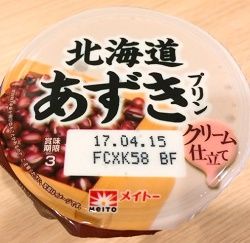 北海道
あずき
プリン
クリーム
仕立て
賞味
期限
17.04.15
FCXK58 BF
3
メイトー
MEITO